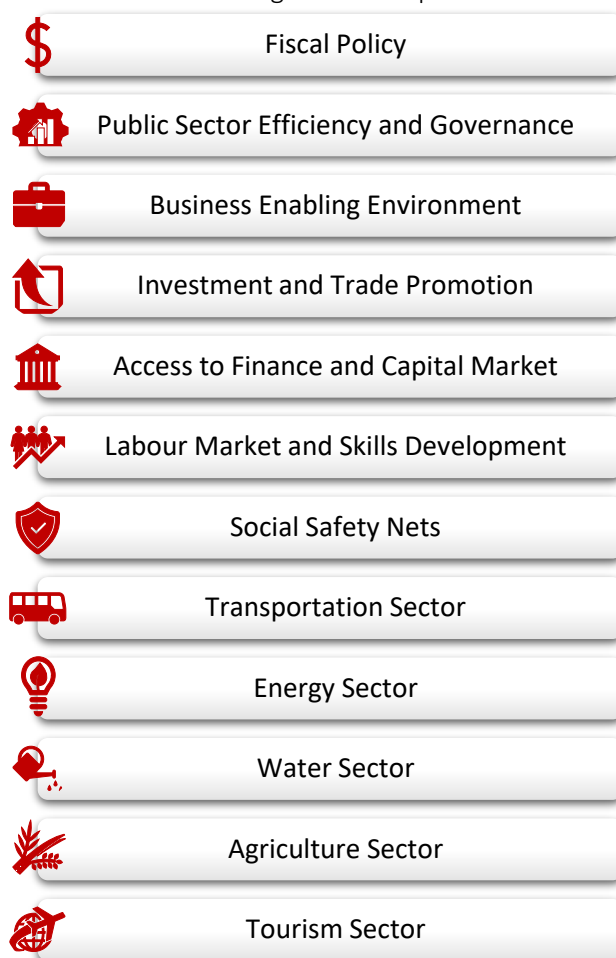 Fiscal Policy
Public Sector Efficiency and Governance
Business Enabling Environment
Investment and Trade Promotion
Access to Finance and Capital Market
Labour Market and Skills Development
Social Safety Nets
Transportation Sector
Energy Sector
Water Sector
Agriculture Sector
Tourism Sector